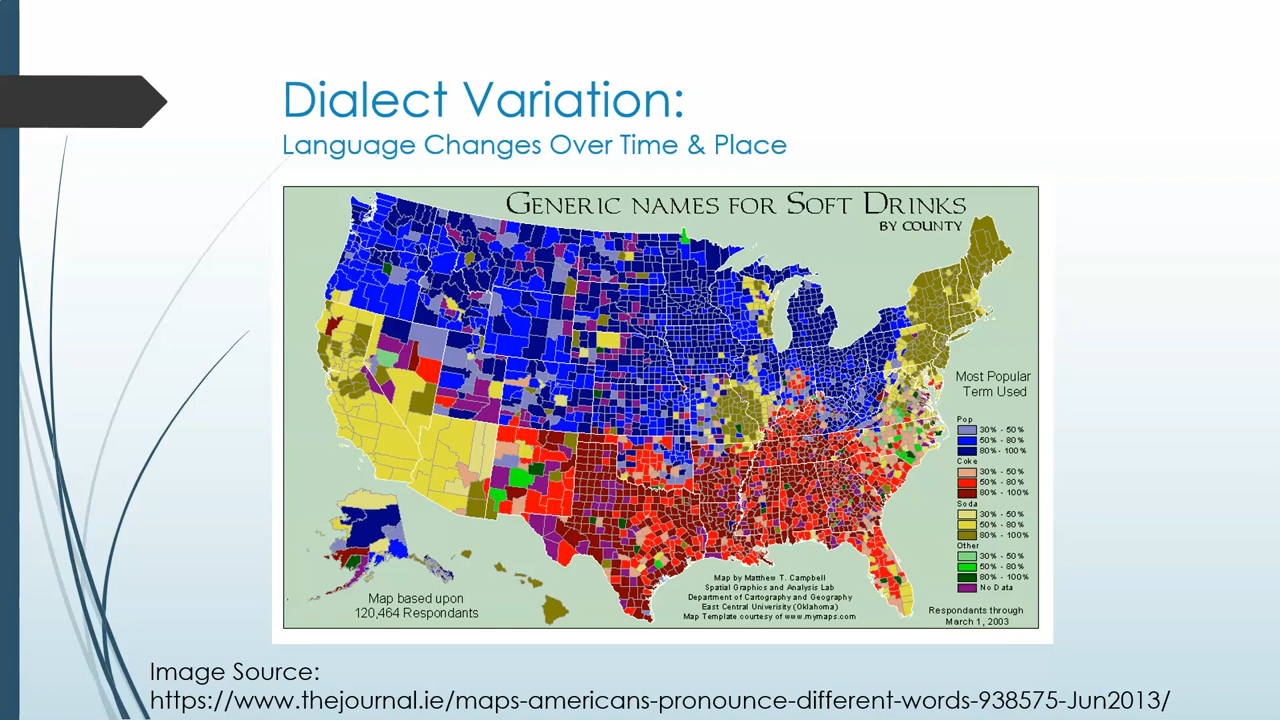 Dialect Variation:
Language Changes Over Time & Place
GENERIC NAMES FOR SOFT DRINKS
BY COUNTY
Most Popular
Term Used
Pop
30% - 50%
50% - 80%
80% - 100%
Coke
30% - 50%
50% - 80%
80% - 100%
Soda
30% - 50%
50% - 80%
80% - 100%
Other
30% - 50%
50% - 80%
80% - 100%
No Data
Map based upon
120,464 Respondants
Map by Matthew T. Campbell
Spatial Graphics and Analysis Lab
Department of Cartography and Geography
East Central Univerisity (Oklahoma)
Map Template courtesy of www.mymaps.com
Respondants through
March 1, 2003
Image Source:
https://www.thejournal.ie/maps-americans-pronounce-different-words-938575-Jun2013/